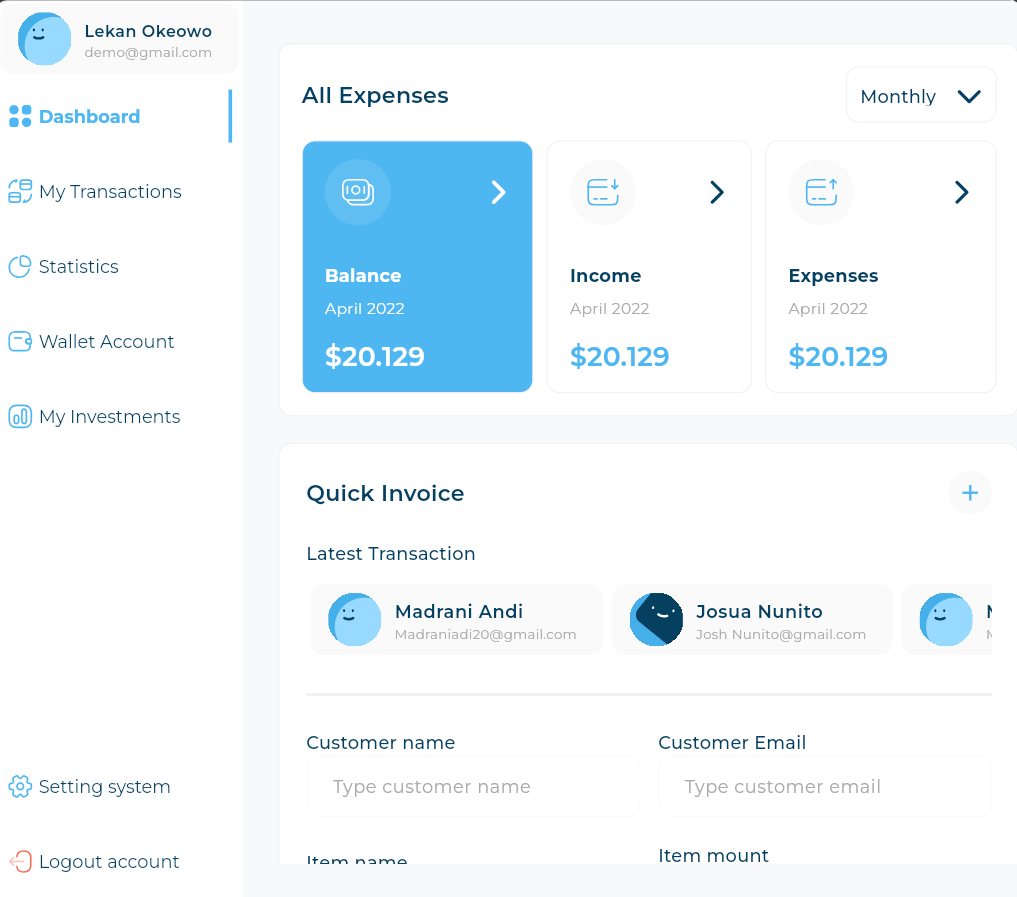 Lekan Okeowo
demo@gmail.com
Dashboard
My Transactions
Statistics
Wallet Account
My Investments
Setting system
Logout account
All Expenses
Monthly
Balance
April 2022
$20.129
Income
April 2022
$20.129
Expenses
April 2022
$20.129
Quick Invoice
Latest Transaction
Madrani Andi
Madraniadi20@gmail.com
Josua Nunito
Josh Nunito@gmail.com
Customer name
Type customer name
Customer Email
Type customer email
Item name
Item mount